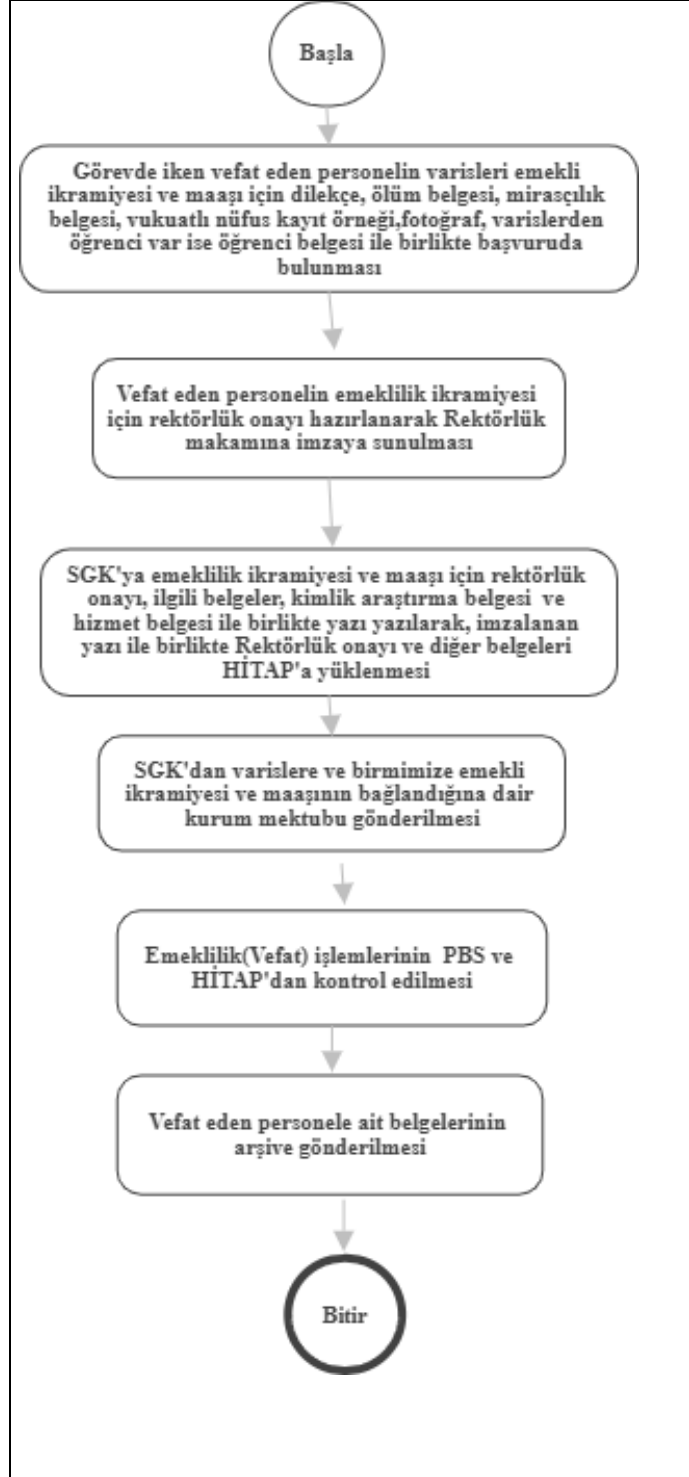 Başla
Görevde iken vefat eden personelin varisleri emekli
ikramiyesi ve maaşı için dilekçe, ölüm belgesi, mirasçılık
belgesi, vukuatlı nüfus kayıt örneği,fotoğraf, varislerden
öğrenci var ise öğrenci belgesi ile birlikte başvuruda
bulunması
Vefat eden personelin emeklilik ikramiyesi
için rektörlük onayı hazırlanarak Rektörlük
makamına imzaya sunulması
SGK'ya emeklilik ikramiyesi ve maaşı için rektörlük
onayı, ilgili belgeler, kimlik araştırma belgesi ve
hizmet belgesi ile birlikte yazı yazılarak, imzalanan
yazı ile birlikte Rektörlük onayı ve diğer belgeleri
HİTAP'a yüklenmesi
SGK'dan varislere ve birmimize emekli
ikramiyesi ve maaşının bağlandığına dair
kurum mektubu gönderilmesi
Emeklilik(Vefat) işlemlerinin PBS ve
HİTAP'dan kontrol edilmesi
Vefat eden personele ait belgelerinin
arşive gönderilmesi
Bitir